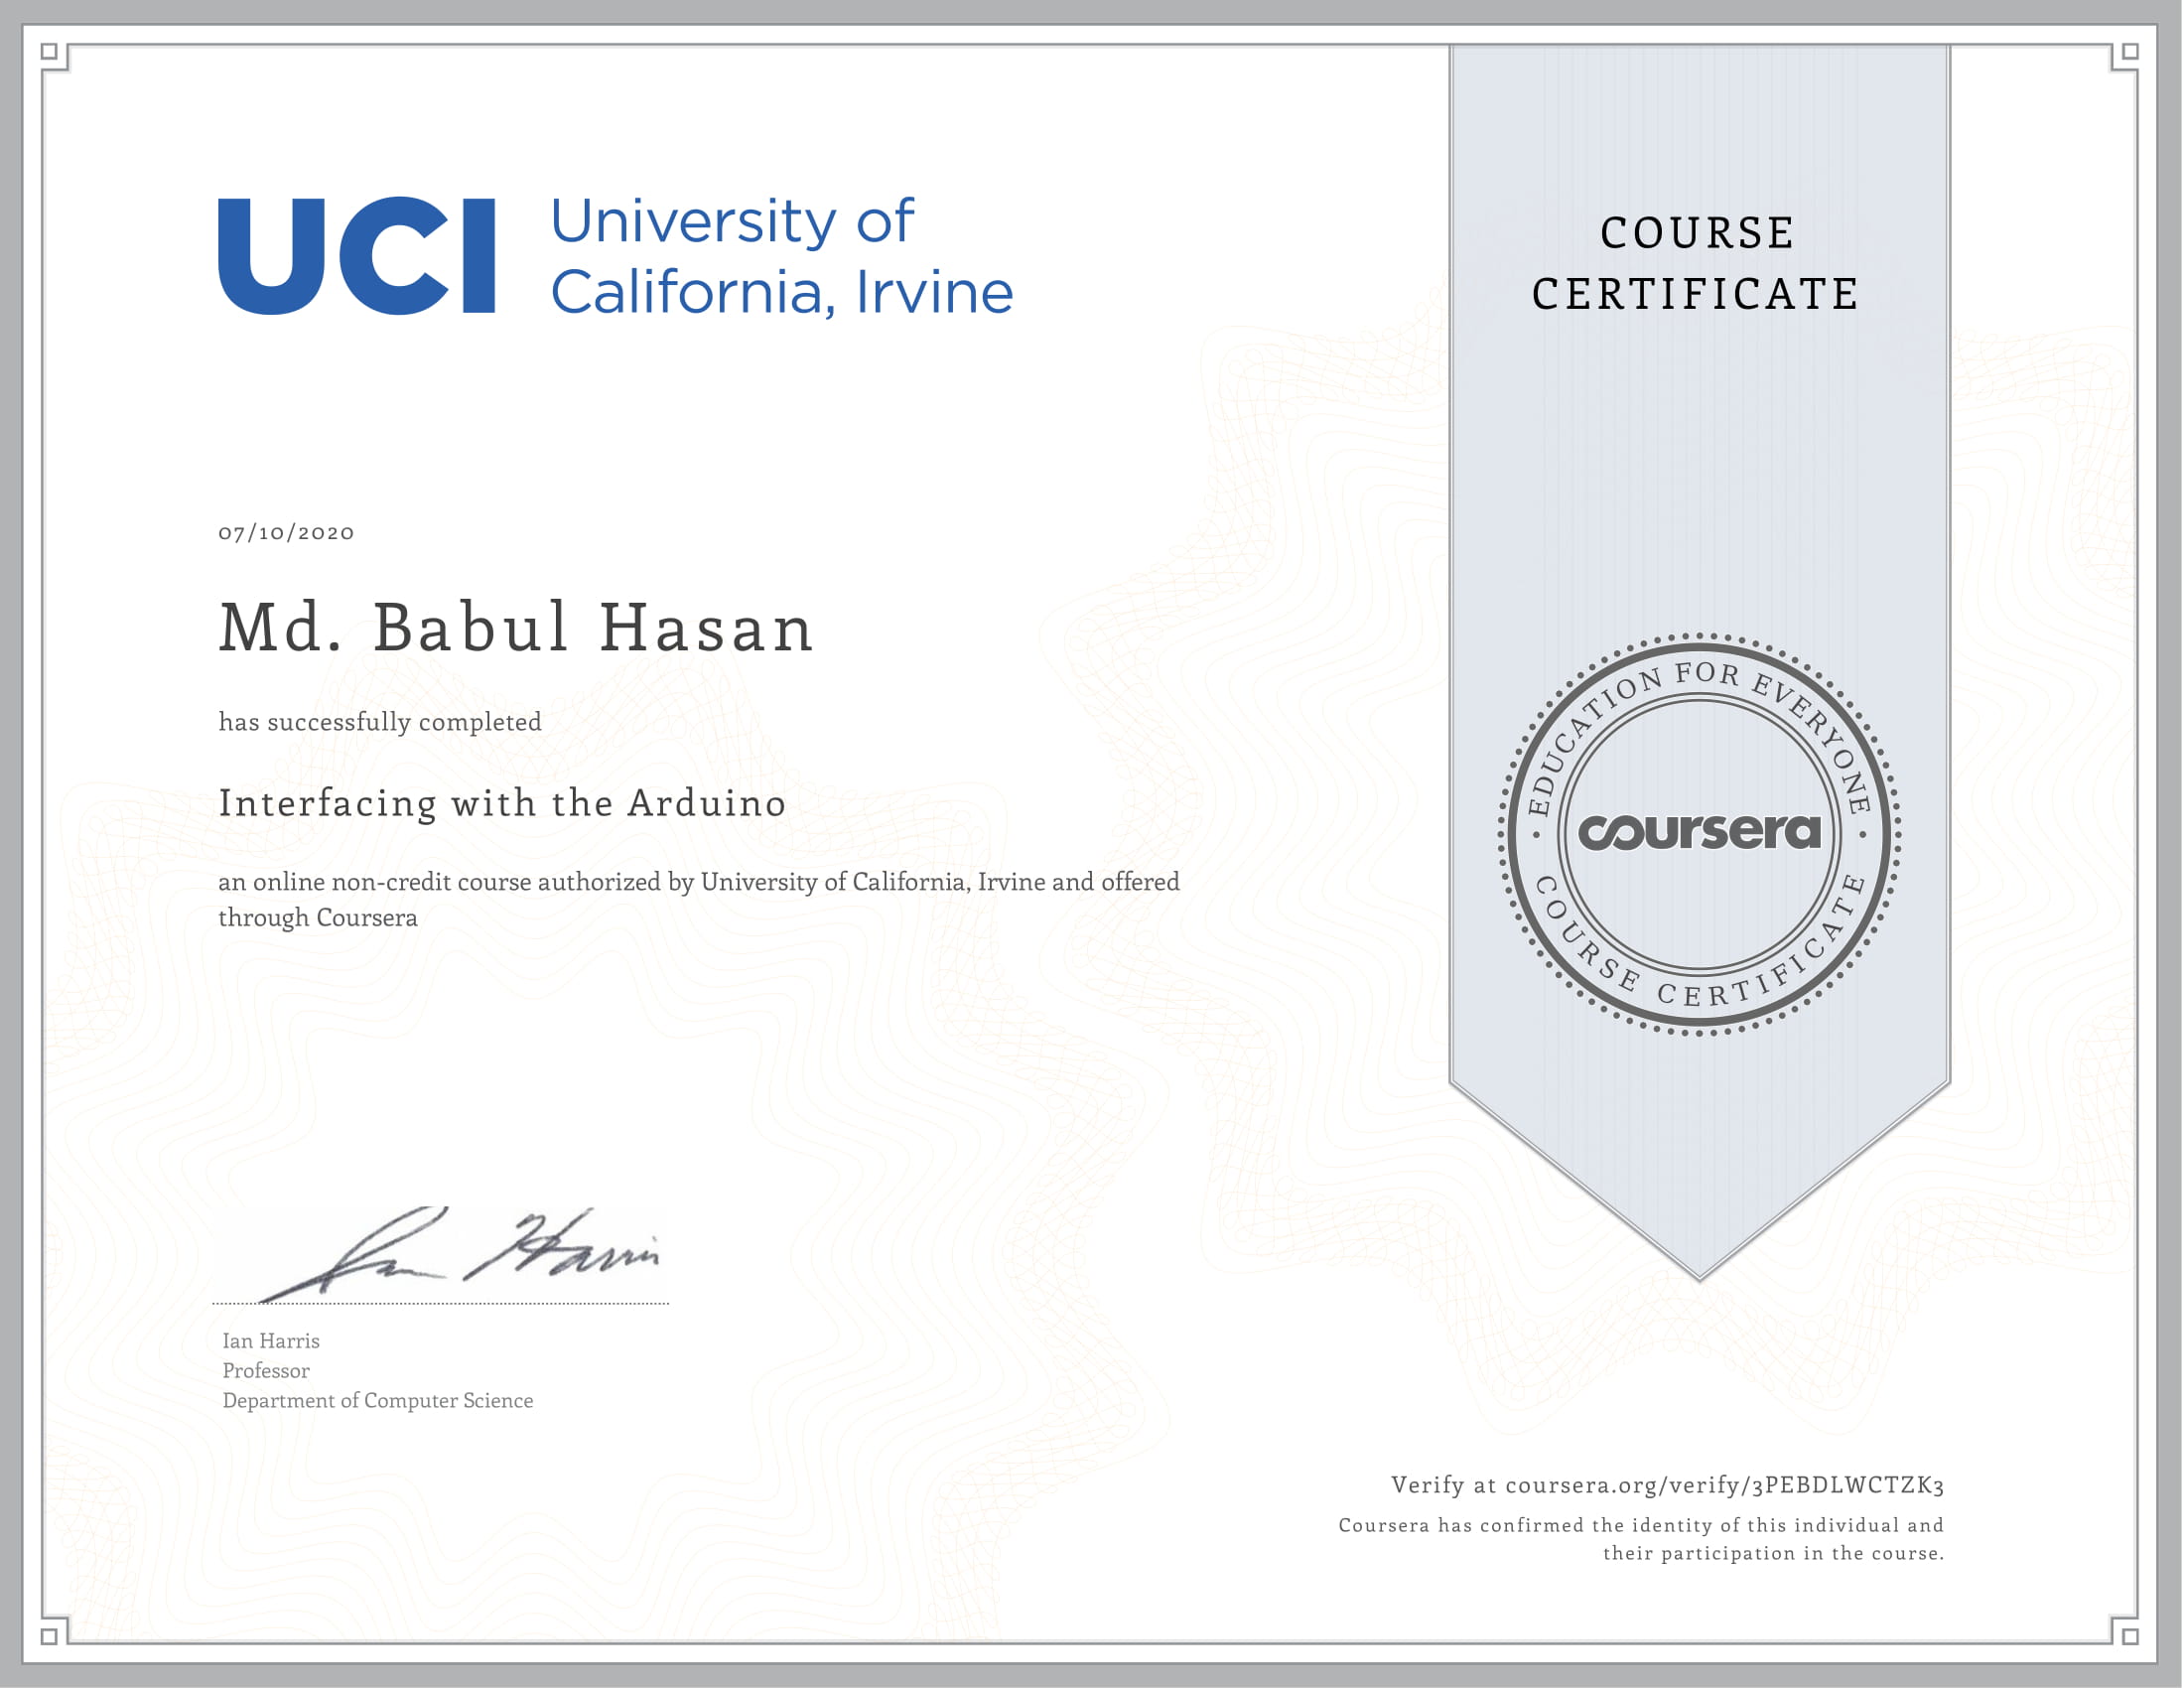 UCI
University of
California, Irvine
COURSE
CERTIFICATE
07/10/2020
Md. Babul Hasan
has successfully completed
Interfacing with the Arduino
an online non-credit course authorized by University of California, Irvine and offered
through Coursera
EDUCATION FOR EVERYONE
coursera
COURSE CERTIFICATE
Ian Harris
Ian Harris
Professor
Department of Computer Science
Verify at coursera.org/verify/3PEBDLWCTZK3
Coursera has confirmed the identity of this individual and
their participation in the course.